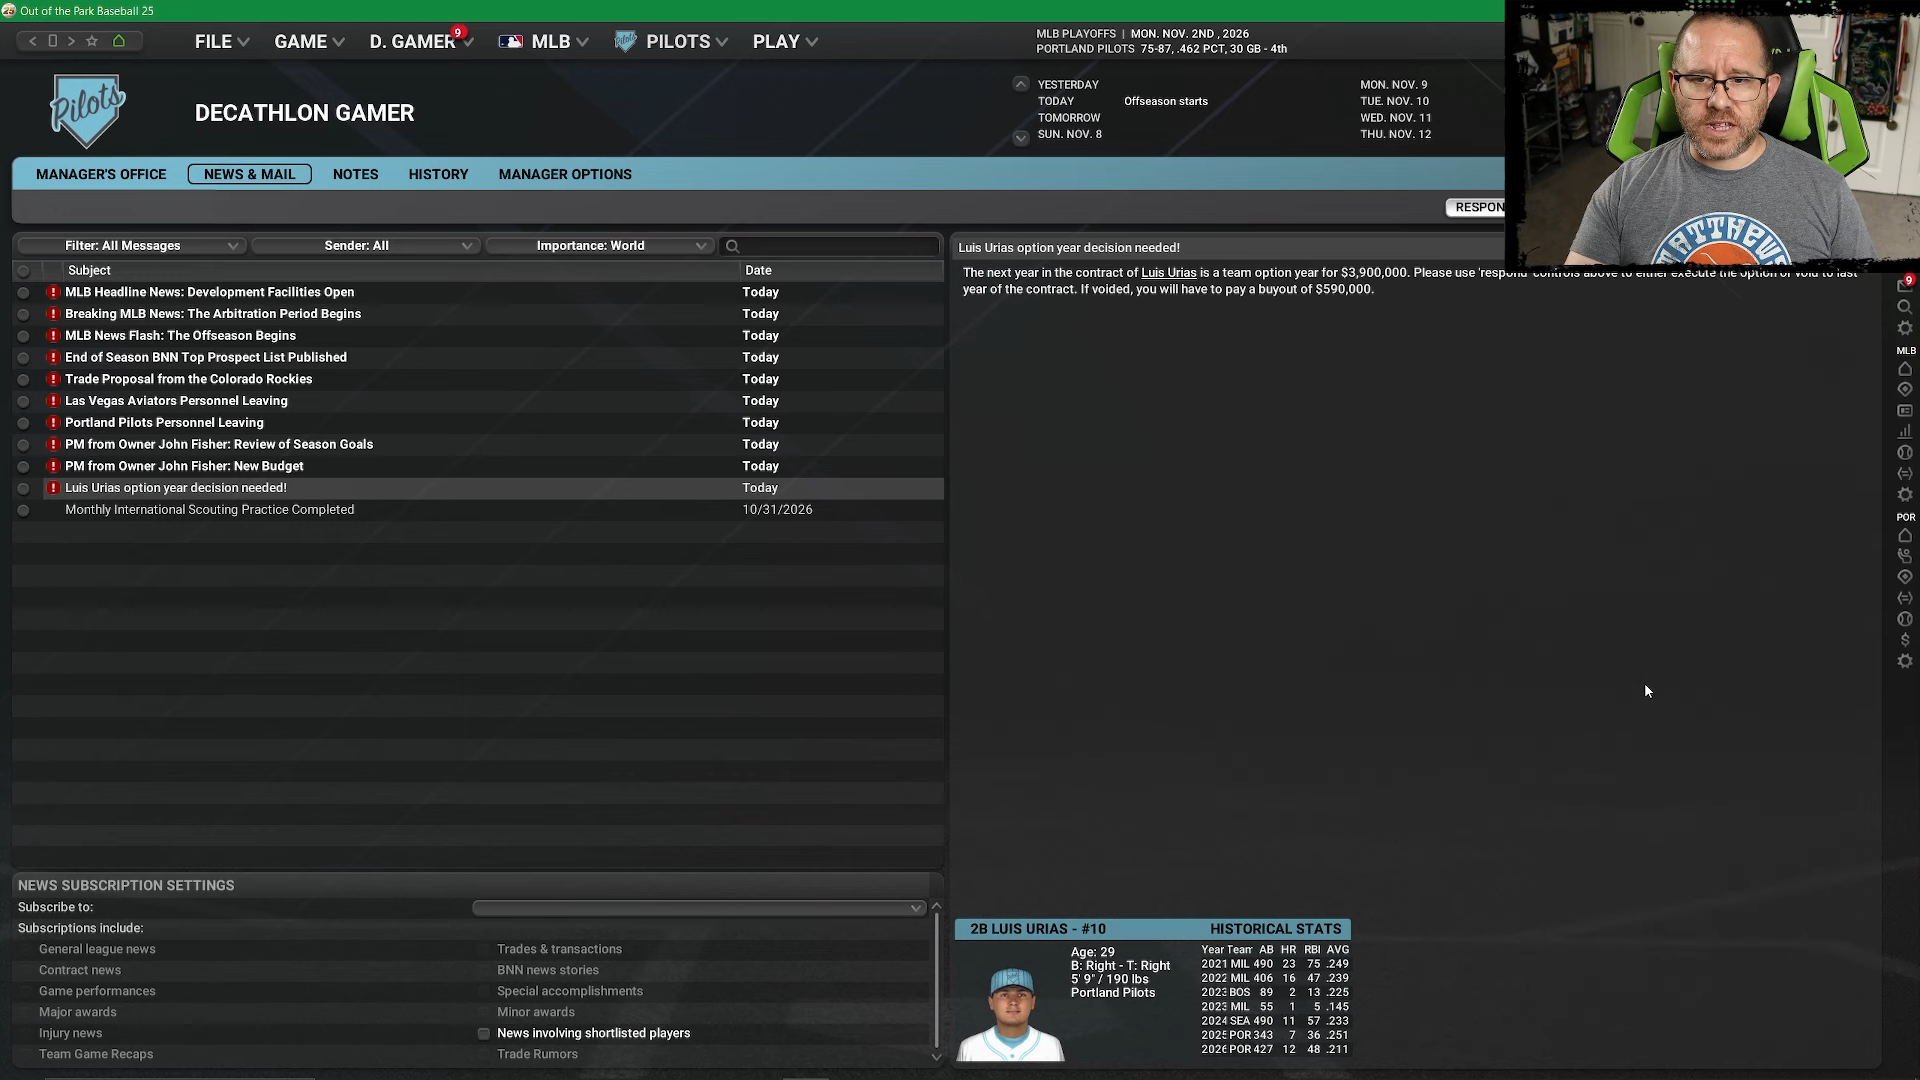 Out of the Park Baseball 25
FILE
GAME
D. GAMER
9
MLB
PILOTS
PLAY
MLB PLAYOFFS | MON. NOV. 2ND , 2026
PORTLAND PILOTS 75-87, .462 PCT, 30 GB - 4th
Pilots
DECATHLON GAMER
YESTERDAY
TODAY Offseason starts
TOMORROW
SUN. NOV. 8
MON. NOV. 9
TUE. NOV. 10
WED. NOV. 11
THU. NOV. 12
MATTHEWS
MANAGER'S OFFICE
NEWS & MAIL
NOTES
HISTORY
MANAGER OPTIONS
RESPON
Filter: All Messages
Sender: All
Importance: World
Subject Date
MLB Headline News: Development Facilities Open Today
Breaking MLB News: The Arbitration Period Begins Today
MLB News Flash: The Offseason Begins Today
End of Season BNN Top Prospect List Published Today
Trade Proposal from the Colorado Rockies Today
Las Vegas Aviators Personnel Leaving Today
Portland Pilots Personnel Leaving Today
PM from Owner John Fisher: Review of Season Goals Today
PM from Owner John Fisher: New Budget Today
Luis Urias option year decision needed! Today
Monthly International Scouting Practice Completed 10/31/2026
Luis Urias option year decision needed!
The next year in the contract of Luis Urias is a team option year for $3,900,000. Please use 'respond' controls above to either execute the option or void to last
year of the contract. If voided, you will have to pay a buyout of $590,000.
9
MLB
POR
NEWS SUBSCRIPTION SETTINGS
Subscribe to:
Subscriptions include:
General league news Trades & transactions
Contract news BNN news stories
Game performances Special accomplishments
Major awards Minor awards
Injury news News involving shortlisted players
Team Game Recaps Trade Rumors
2B LUIS URIAS - #10
Age: 29
B: Right - T: Right
5' 9" / 190 lbs
Portland Pilots
HISTORICAL STATS
Year Team AB HR RBI AVG
2021 MIL 490 23 75 .249
2022 MIL 406 16 47 .239
2023 BOS 89 2 13 .225
2023 MIL 55 1 5 .145
2024 SEA 490 11 57 .233
2025 POR 343 7 36 .251
2026 POR 427 12 48 .211